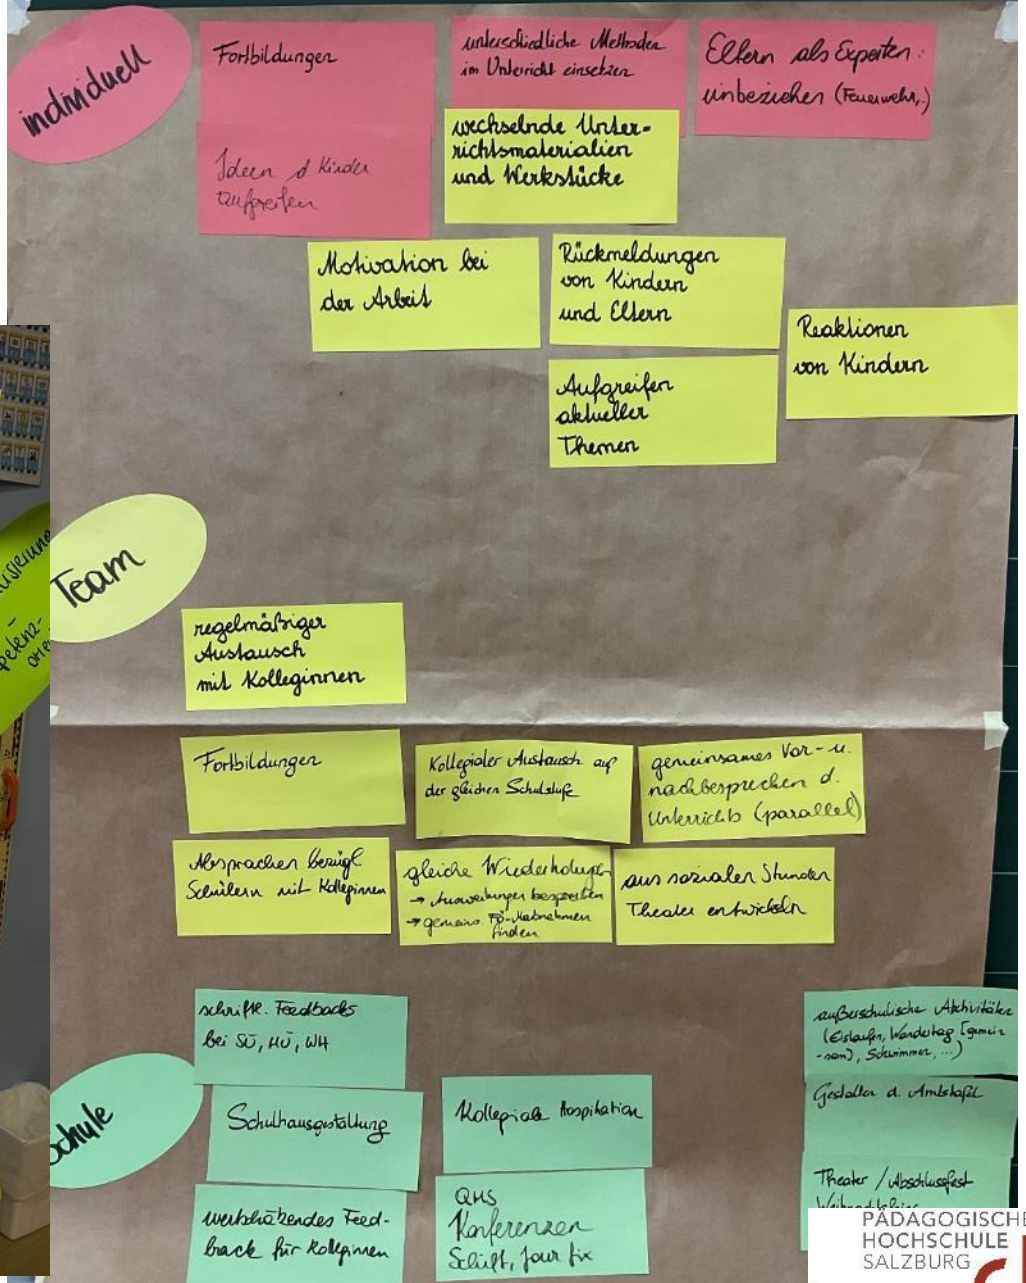 individuell
Fortbildungen
Ideen d Kinder
aufgreifen
unterschiedliche Methoden
im Unterricht einsetzen
wechselnde Unter-
richtsmaterialien
und Werkstücke
Eltern als Experten:
einbeziehen (Feuerwehr,.)
Motivation bei
der Arbeit
Rückmeldungen
von Kindern
und Eltern
Reaktionen
von Kindern
Aufgreifen
aktueller
Themen
Team
regelmäßiger
Austausch
mit Kolleginnen
Fortbildungen
Kollegialer Austausch auf
der gleichen Schulstufe
gemeinsames Vor- u.
nachbesprechen d.
Unterrichts (parallel)
Absprachen bezügl.
Schülern mit Kolleginnen
gleiche Wiederholungen
→ Auswertungen besprechen
→ gemeins. Fö-Maßnahmen
finden
aus sozialen Stunden
Theater entwickeln
chule
schriftl. Feedbacks
bei SÜ, HÜ, WH
Schulhausgestaltung
Kollegiale Hospitation
wertschätzendes Feed-
back für Kolleginnen
QMS
Konferenzen
Schilf, Jour fix
außerschulische Aktivitäten
(Eislaufen, Wandertag [gemein
-sam], Schwimmen, ...)
Gestalten d. Amtstafel
Theater / Abschlussfest
PÄDAGOGISCHE
HOCHSCHULE
SALZBURG